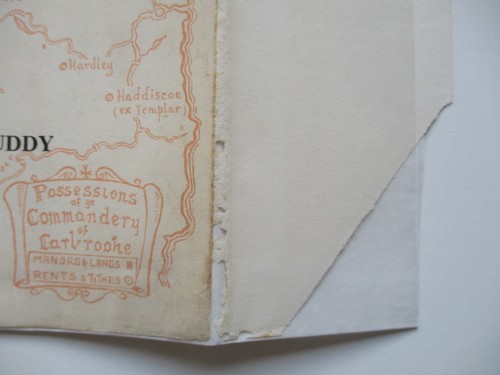 Hardley
Haddiscoe
(ex Templar)
UDDY
Possessions
of ye
Commandery
of
Carbrooke
MANORS & LANDS
RENTS & TITHES